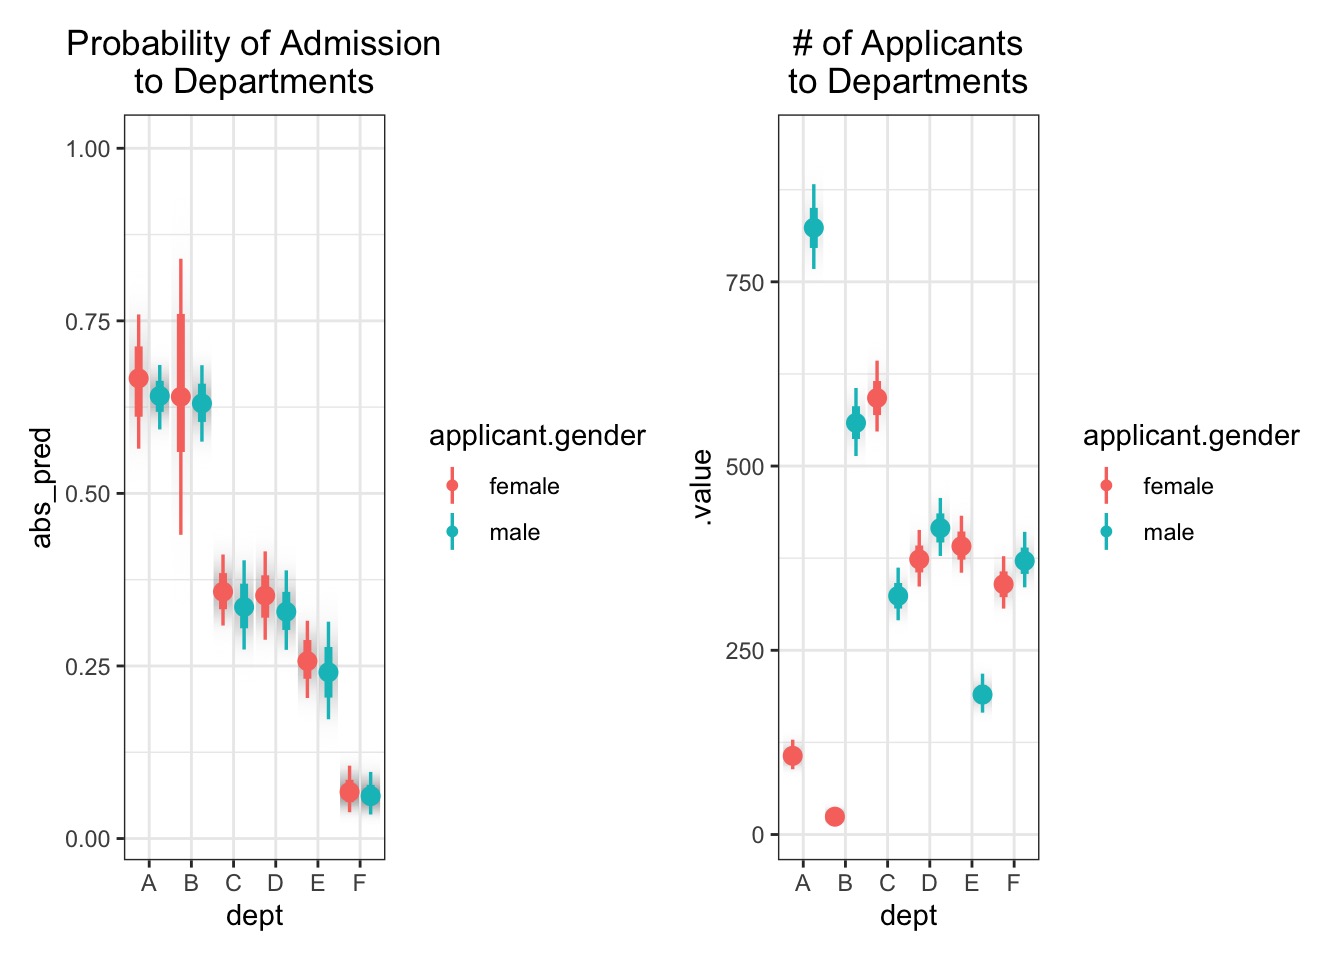 Probability of Admission
to Departments
1.00
0.75
0.50
0.25
0.00
abs_pred
A B C D E F
dept
applicant.gender
female
male
# of Applicants
to Departments
750
500
250
0
.value
A B C D E F
dept
applicant.gender
female
male